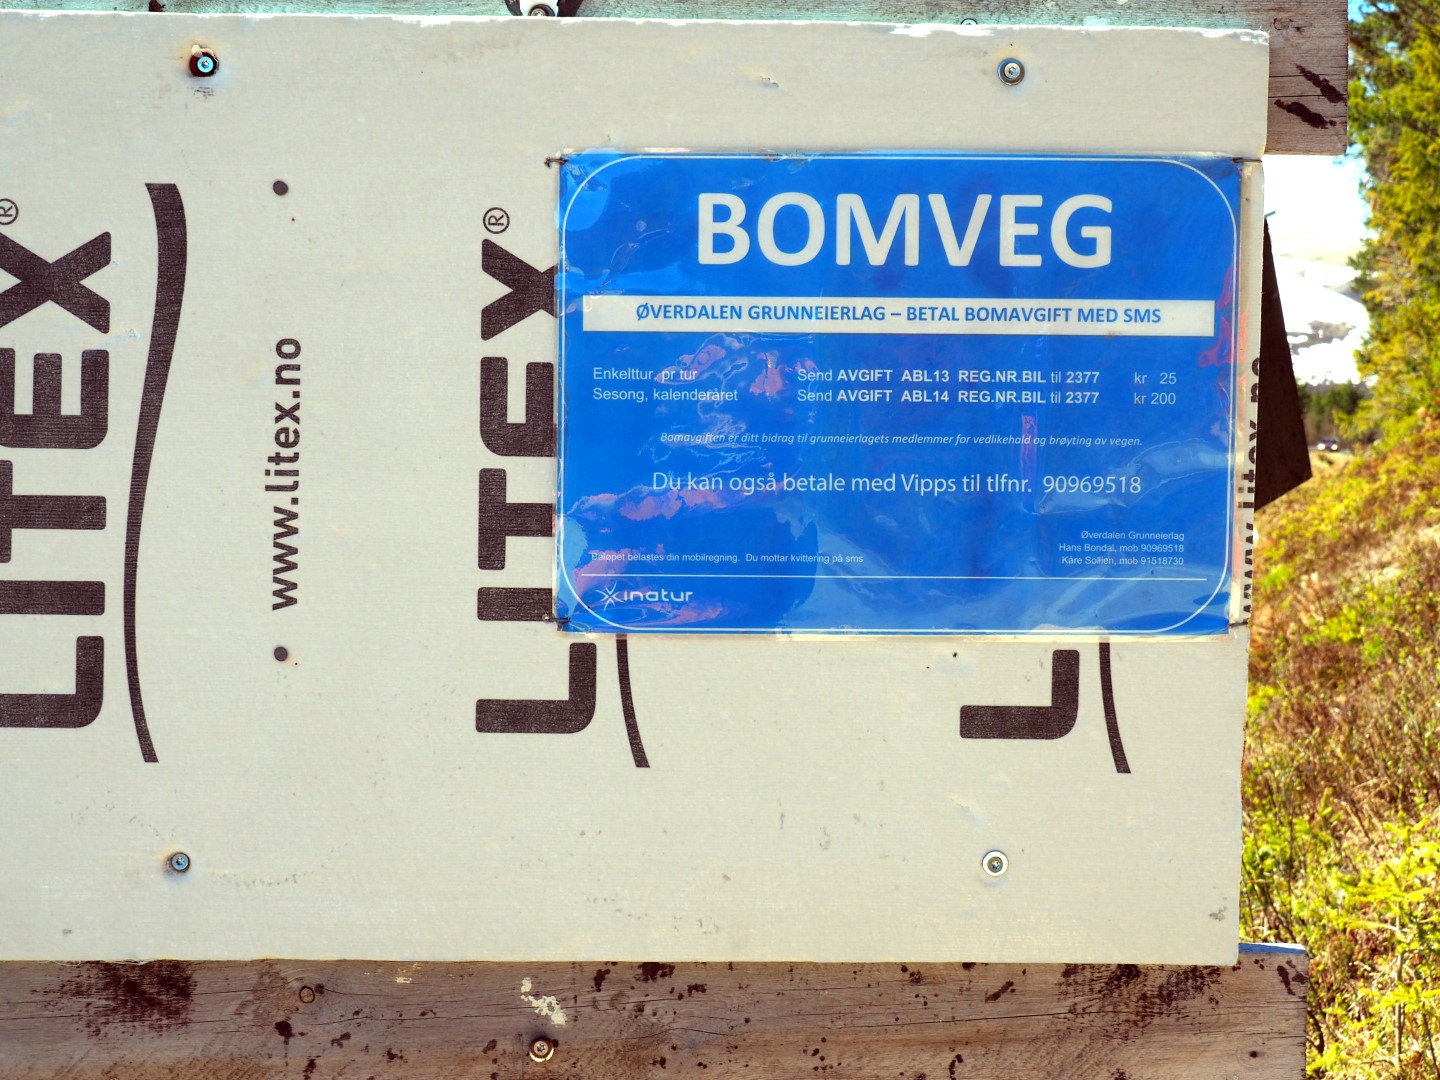 BOMVEG
ØVERDALEN GRUNNEIERLAG – BETAL BOMAVGIFT MED SMS
Enkelttur, pr tur Send AVGIFT ABL13 REG.NR.BIL til 2377 kr 25
Sesong, kalenderåret Send AVGIFT ABL14 REG.NR.BIL til 2377 kr 200
Bomavgiften er ditt bidrag til grunneierlagets medlemmer for vedlikehald og brøyting av vegen.
Du kan også betale med Vipps til tlfnr. 90969518
Øverdalen Grunneierlag
Hans Bondal, mob 90969518
Kåre Sollien, mob 91518730
Beløpet belastes din mobilregning. Du mottar kvittering på sms
inatur
LITEX®
www.litex.no
LITEX®
L
www.litex.no